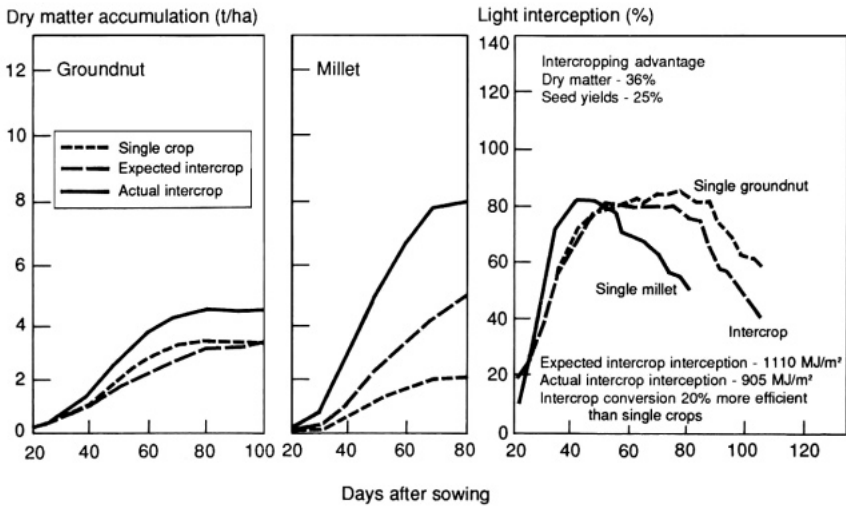 Dry matter accumulation (t/ha)
Light interception (%)
12
10
8
6
4
2
0
Groundnut
Single crop
Expected intercrop
Actual intercrop
20 40 60 80 100
Millet
20 40 60 80
140
120
100
80
60
40
20
0
Intercropping advantage
Dry matter - 36%
Seed yields - 25%
Single groundnut
Single millet
Intercrop
Expected intercrop interception - 1110 MJ/m²
Actual intercrop interception - 905 MJ/m²
Intercrop conversion 20% more efficient
than single crops
20 40 60 80 100 120
Days after sowing